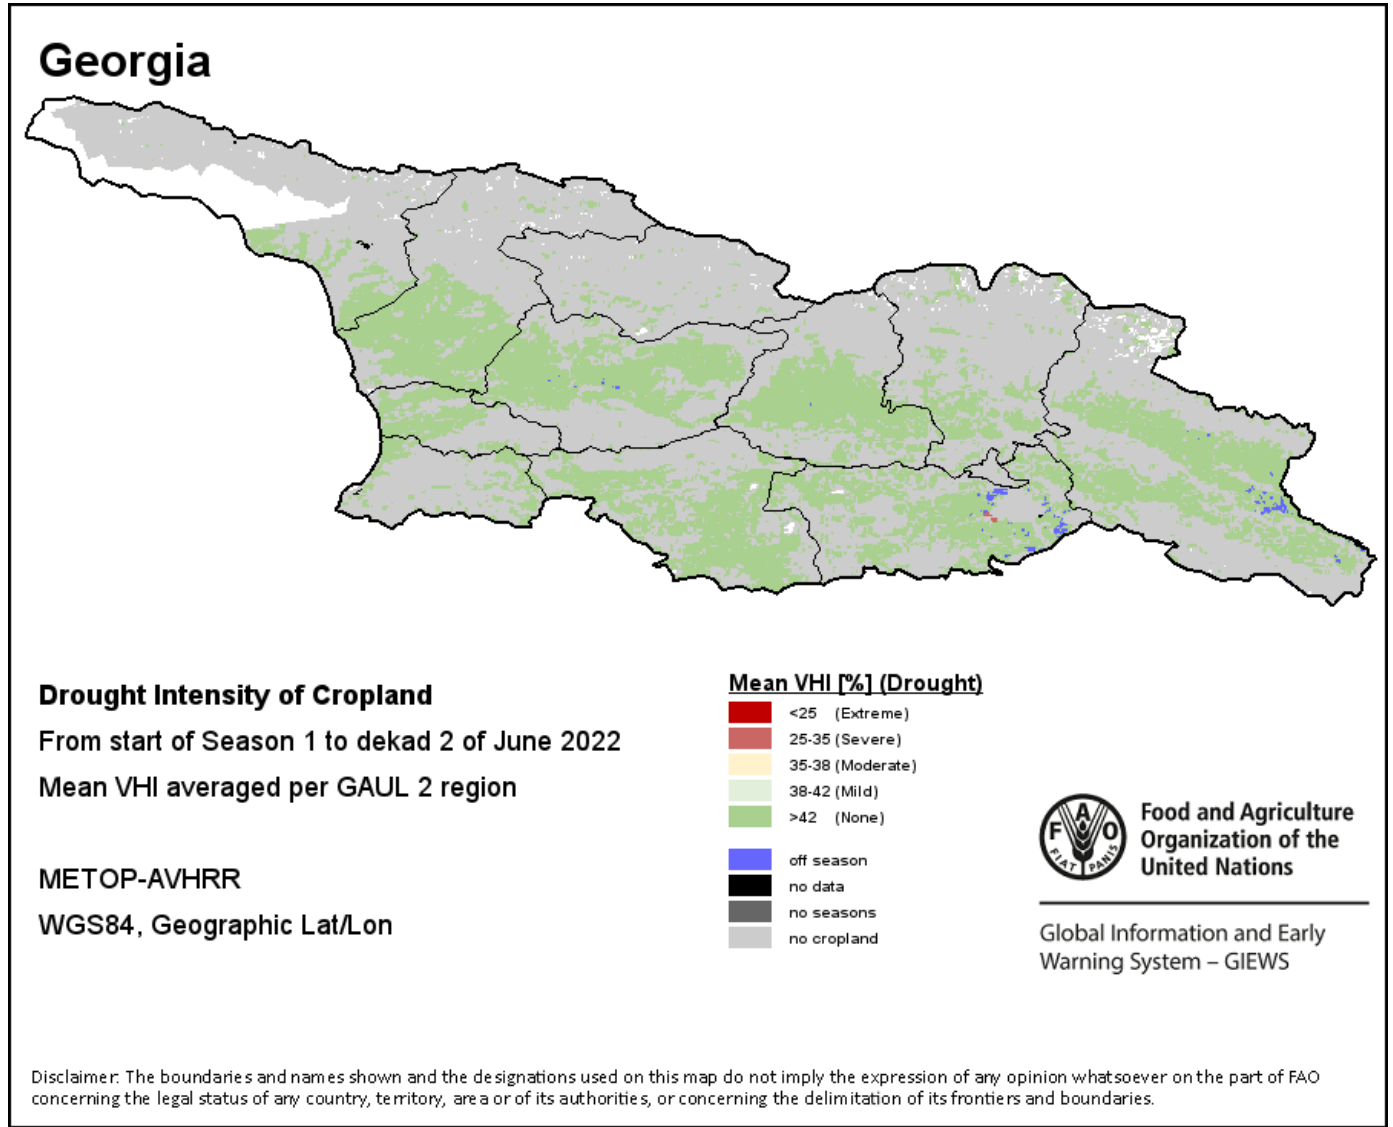 Georgia
Drought Intensity of Cropland
From start of Season 1 to dekad 2 of June 2022
Mean VHI averaged per GAUL 2 region
METOP-AVHRR
WGS84, Geographic Lat/Lon
Mean VHI [%] (Drought)
<25 (Extreme)
25-35 (Severe)
35-38 (Moderate)
38-42 (Mild)
>42 (None)
off season
no data
no seasons
no cropland
F A O
FIAT PANIS
Food and Agriculture
Organization of the
United Nations
Global Information and Early
Warning System – GIEWS
Disclaimer: The boundaries and names shown and the designations used on this map do not imply the expression of any opinion whatsoever on the part of FAO
concerning the legal status of any country, territory, area or of its authorities, or concerning the delimitation of its frontiers and boundaries.